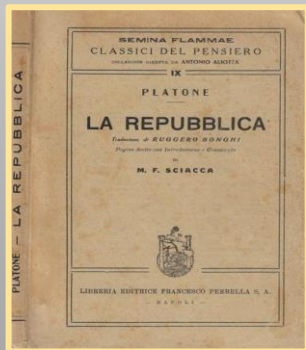 PLATONE – LA REPUBBLICA
SEMINA FLAMMAE
CLASSICI DEL PENSIERO
COLLEZIONE DIRETTA DA ANTONIO ALIOTTA
IX
PLATONE
LA REPUBBLICA
Traduzione di RUGGERO BONGHI
Pagine scelte con Introduzione e Commento
DI
M. F. SCIACCA
LIBRERIA EDITRICE FRANCESCO PERRELLA S. A.
– NAPOLI –